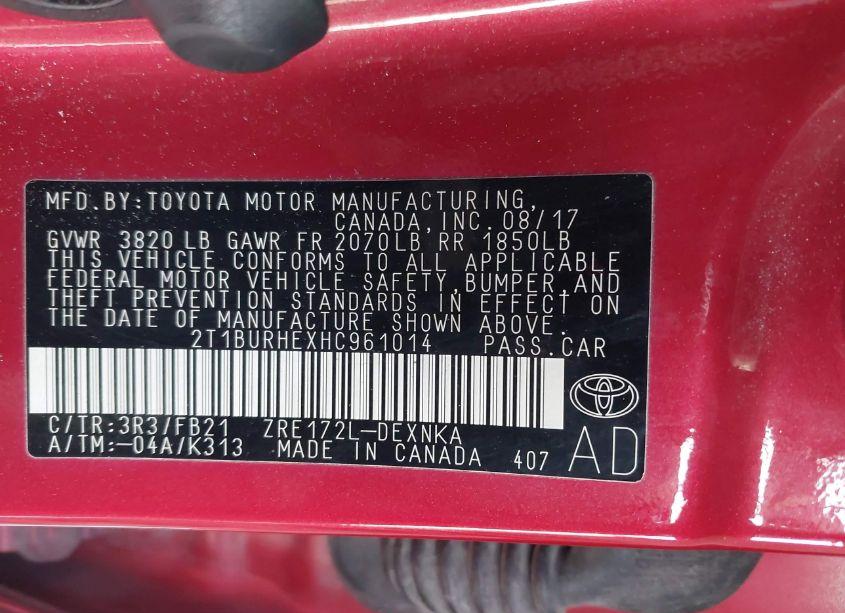 MFD.BY:TOYOTA MOTOR MANUFACTURING,
CANADA,INC. 08/17
GVWR 3820 LB GAWR FR 2070LB RR 1850LB
THIS VEHICLE CONFORMS TO ALL APPLICABLE
FEDERAL MOTOR VEHICLE SAFETY,BUMPER,AND
THEFT PREVENTION STANDARDS IN EFFECT ON
THE DATE OF MANUFACTURE SHOWN ABOVE.
2T1BURHEXHC961014 PASS.CAR
C/TR:3R3/FB21 ZRE172L-DEXNKA
A/TM:-04A/K313 MADE IN CANADA 407 AD